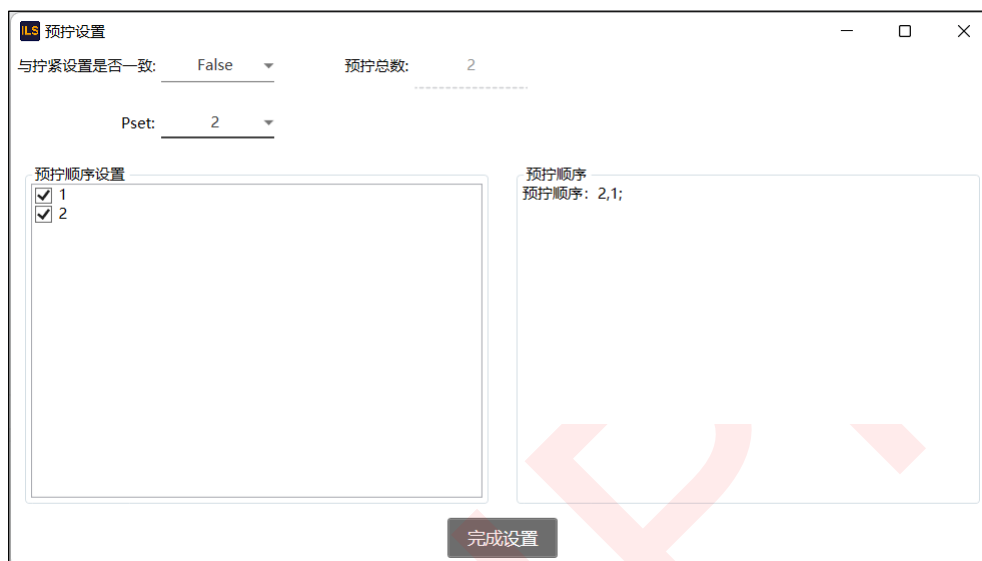 iLS 预拧设置
与拧紧设置是否一致: False 预拧总数: 2
Pset: 2
预拧顺序设置 预拧顺序
1 预拧顺序：2,1;
2
完成设置